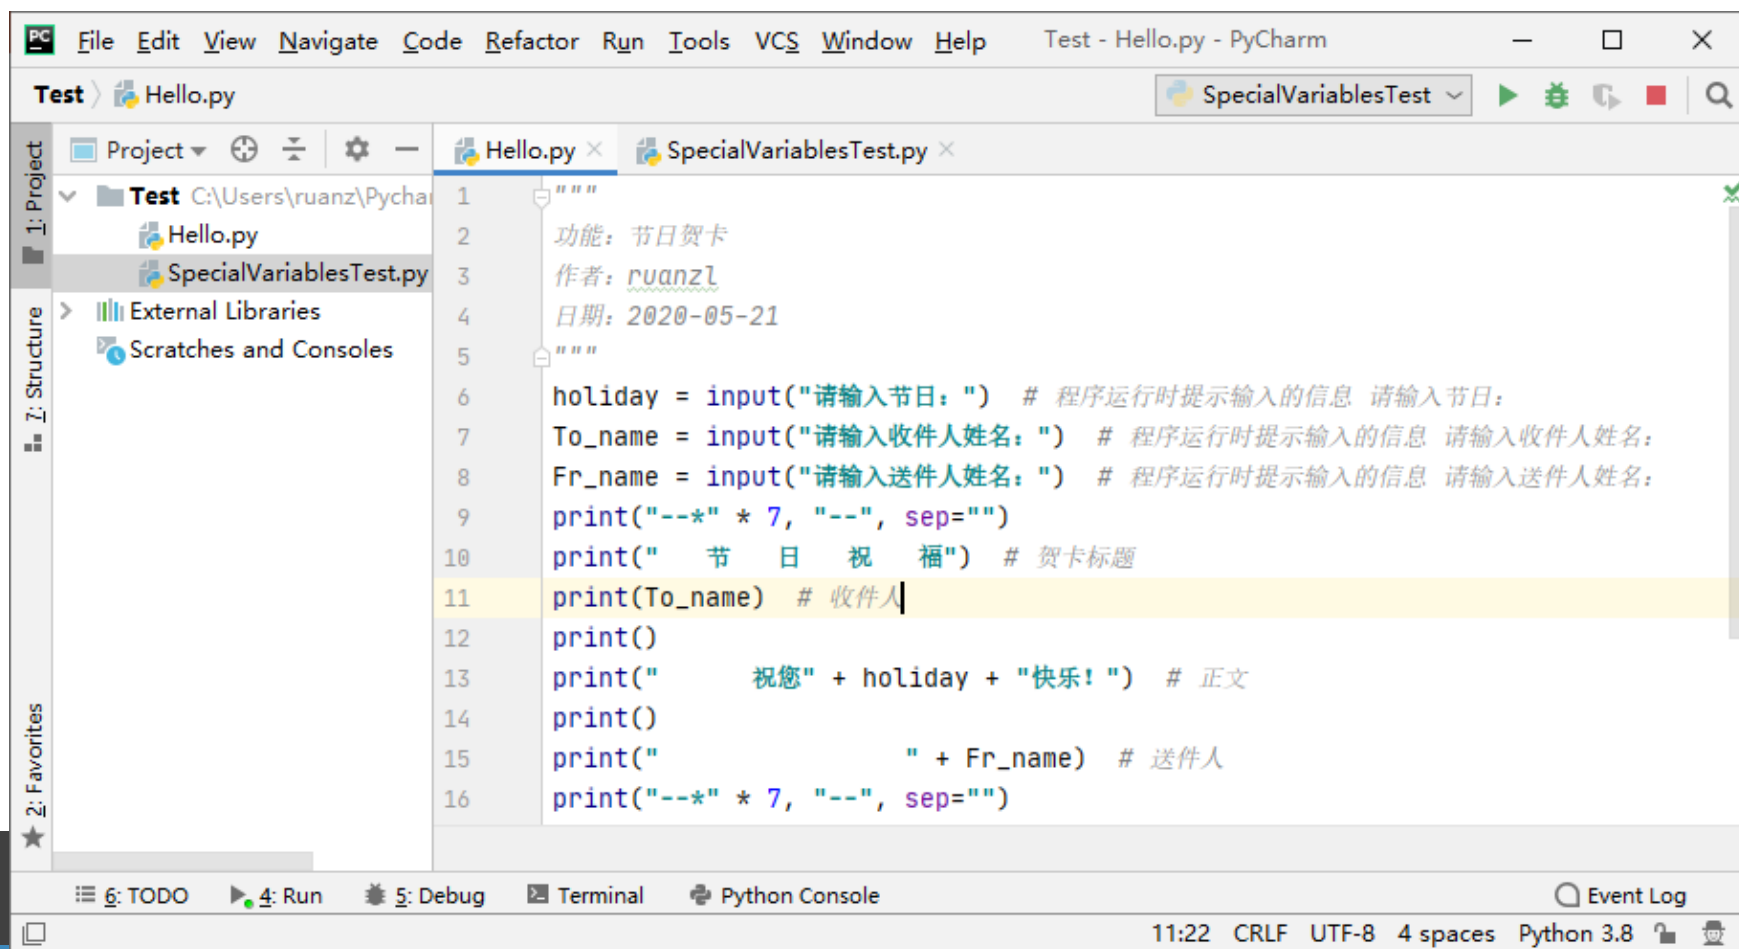 PC File Edit View Navigate Code Refactor Run Tools VCS Window Help Test - Hello.py - PyCharm
Test Hello.py SpecialVariablesTest
Project Hello.py SpecialVariablesTest.py
1: Project
7: Structure
2: Favorites
Test C:\Users\ruanz\Pychar
Hello.py
SpecialVariablesTest.py
External Libraries
Scratches and Consoles
1 """
2 功能：节日贺卡
3 作者：ruanzl
4 日期：2020-05-21
5 """
6 holiday = input("请输入节日：")  # 程序运行时提示输入的信息 请输入节日：
7 To_name = input("请输入收件人姓名：")  # 程序运行时提示输入的信息 请输入收件人姓名：
8 Fr_name = input("请输入送件人姓名：")  # 程序运行时提示输入的信息 请输入送件人姓名：
9 print("--*" * 7, "--", sep="")
10 print("    节    日    祝    福")  # 贺卡标题
11 print(To_name)  # 收件人
12 print()
13 print("        祝您" + holiday + "快乐！")  # 正文
14 print()
15 print("                     " + Fr_name)  # 送件人
16 print("--*" * 7, "--", sep="")
6: TODO 4: Run 5: Debug Terminal Python Console Event Log
11:22 CRLF UTF-8 4 spaces Python 3.8